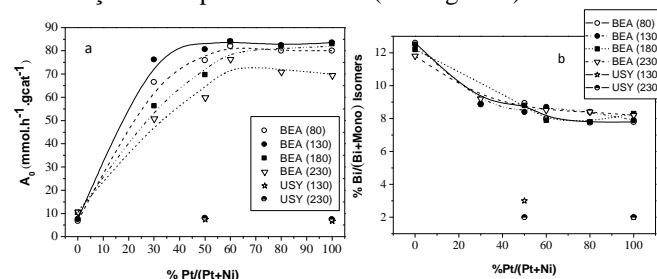 90
80
70
60
50
40
30
20
10
0
A0 (mmol.h-1.gcat-1)
a
BEA (80)
BEA (130)
BEA (180)
BEA (230)
USY (130)
USY (230)
0 10 20 30 40 50 60 70 80 90 100
% Pt/(Pt+Ni)
12
10
8
6
4
2
% Bi/(Bi+Mono) Isomers
b
BEA (80)
BEA (130)
BEA (180)
BEA (230)
USY (130)
USY (230)
0 20 40 60 80 100
%Pt/(Pt+Ni)